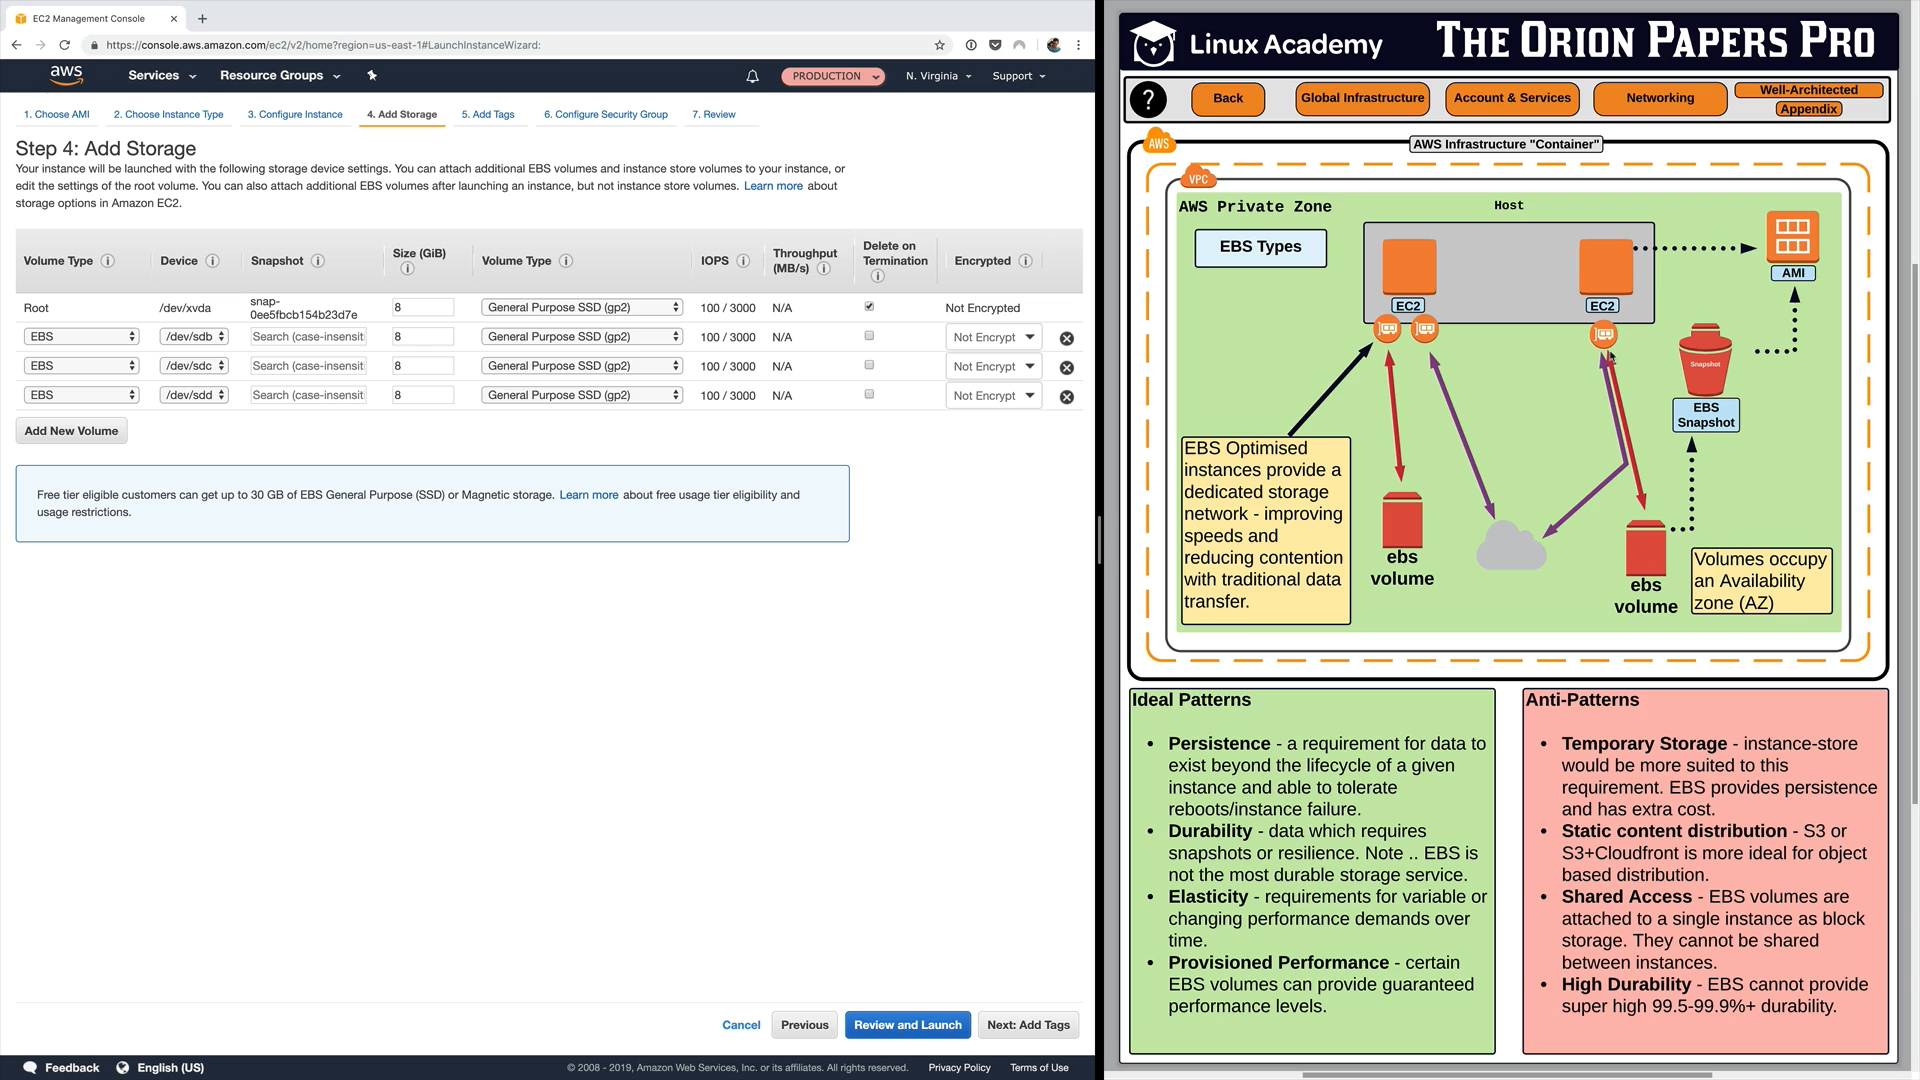 EC2 Management Console
https://console.aws.amazon.com/ec2/v2/home?region=us-east-1#LaunchInstanceWizard:
aws
Services
Resource Groups
PRODUCTION
N. Virginia
Support
1. Choose AMI
2. Choose Instance Type
3. Configure Instance
4. Add Storage
5. Add Tags
6. Configure Security Group
7. Review
Step 4: Add Storage
Your instance will be launched with the following storage device settings. You can attach additional EBS volumes and instance store volumes to your instance, or
edit the settings of the root volume. You can also attach additional EBS volumes after launching an instance, but not instance store volumes. Learn more about
storage options in Amazon EC2.
Volume Type
Device
Snapshot
Size (GiB)
Volume Type
IOPS
Throughput
(MB/s)
Delete on
Termination
Encrypted
Root
/dev/xvda
snap-
0ee5fbcb154b23d7e
8
General Purpose SSD (gp2)
100 / 3000
N/A
Not Encrypted
EBS
/dev/sdb
Search (case-insensit
8
General Purpose SSD (gp2)
100 / 3000
N/A
Not Encrypt
EBS
/dev/sdc
Search (case-insensit
8
General Purpose SSD (gp2)
100 / 3000
N/A
Not Encrypt
EBS
/dev/sdd
Search (case-insensit
8
General Purpose SSD (gp2)
100 / 3000
N/A
Not Encrypt
Add New Volume
Free tier eligible customers can get up to 30 GB of EBS General Purpose (SSD) or Magnetic storage. Learn more about free usage tier eligibility and
usage restrictions.
Cancel
Previous
Review and Launch
Next: Add Tags
Feedback
English (US)
© 2008 - 2019, Amazon Web Services, Inc. or its affiliates. All rights reserved.
Privacy Policy
Terms of Use
Linux Academy
THE ORION PAPERS PRO
?
Back
Global Infrastructure
Account & Services
Networking
Well-Architected
Appendix
AWS
AWS Infrastructure "Container"
VPC
AWS Private Zone
Host
EBS Types
EC2
EC2
AMI
Snapshot
EBS
Snapshot
EBS Optimised
instances provide a
dedicated storage
network - improving
speeds and
reducing contention
with traditional data
transfer.
ebs
volume
ebs
volume
Volumes occupy
an Availability
zone (AZ)
Ideal Patterns
• Persistence - a requirement for data to
exist beyond the lifecycle of a given
instance and able to tolerate
reboots/instance failure.
• Durability - data which requires
snapshots or resilience. Note .. EBS is
not the most durable storage service.
• Elasticity - requirements for variable or
changing performance demands over
time.
• Provisioned Performance - certain
EBS volumes can provide guaranteed
performance levels.
Anti-Patterns
• Temporary Storage - instance-store
would be more suited to this
requirement. EBS provides persistence
and has extra cost.
• Static content distribution - S3 or
S3+Cloudfront is more ideal for object
based distribution.
• Shared Access - EBS volumes are
attached to a single instance as block
storage. They cannot be shared
between instances.
• High Durability - EBS cannot provide
super high 99.5-99.9%+ durability.